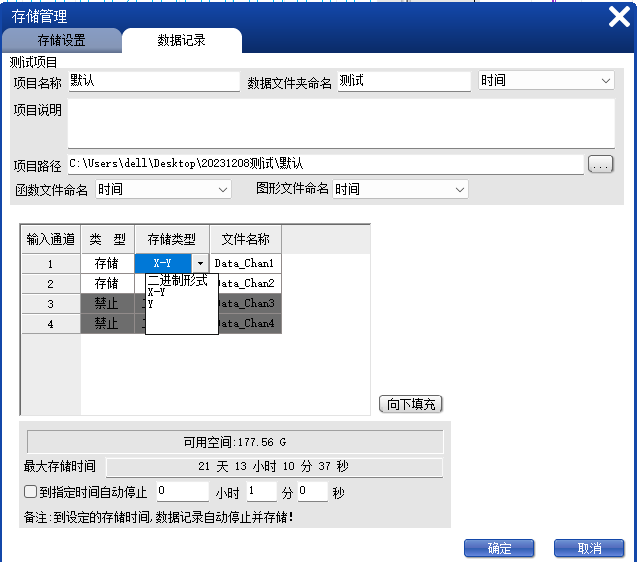 存储管理
存储设置 数据记录
测试项目
项目名称 默认 数据文件夹命名 测试 时间
项目说明
项目路径 C:\Users\dell\Desktop\20231208测试\默认 ...
函数文件命名 时间 图形文件命名 时间
输入通道 类 型 存储类型 文件名称
1 存储 X-Y Data_Chan1
2 存储 Data_Chan2
二进制形式
X-Y
Y
3 禁止 Data_Chan3
4 禁止 Data_Chan4
向下填充
可用空间:177.56 G
最大存储时间 21 天 13 小时 10 分 37 秒
到指定时间自动停止 0 小时 1 分 0 秒
备注:到设定的存储时间,数据记录自动停止并存储!
确定 取消